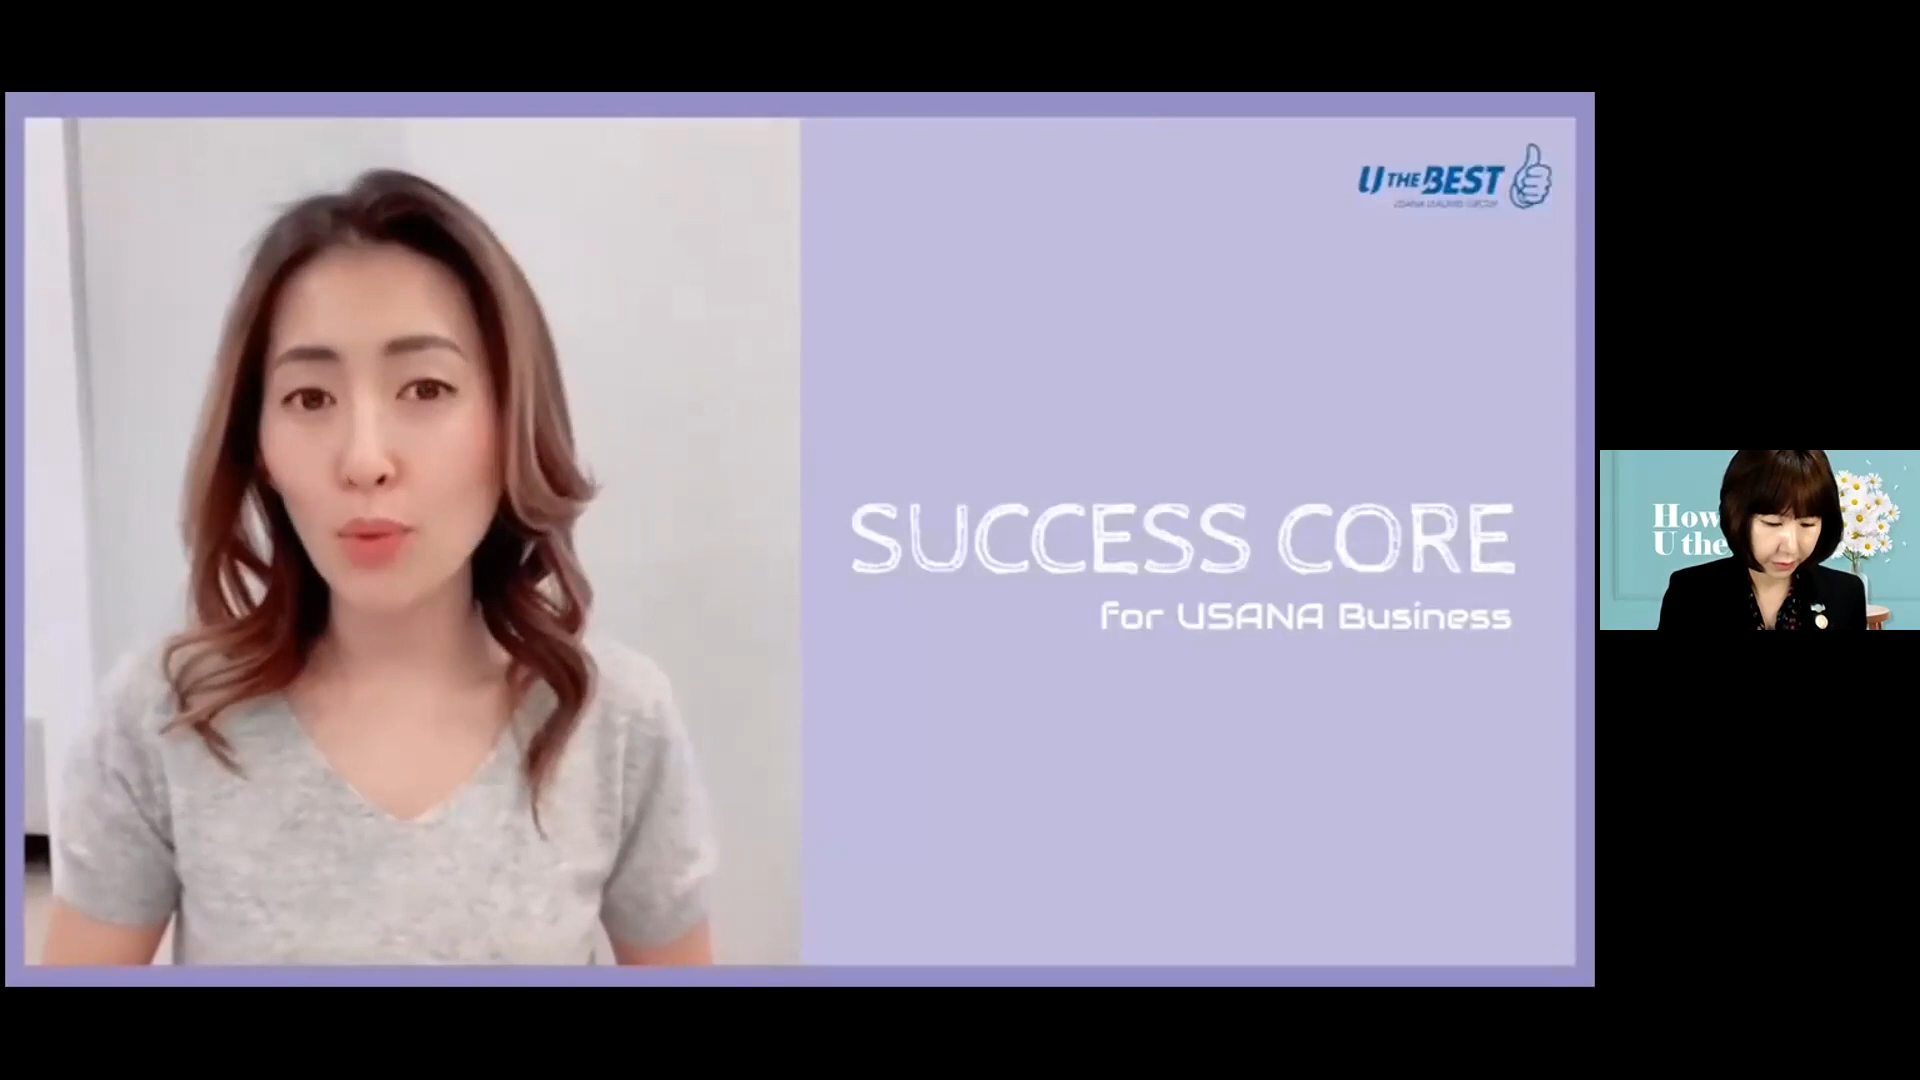 U THE BEST
SUCCESS CORE
for USANA Business
How
U the